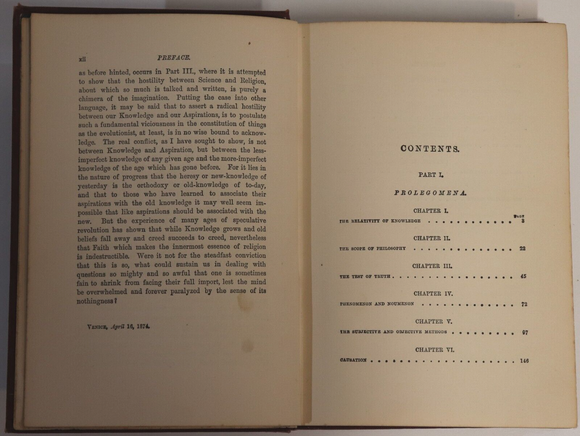 xii
PREFACE.
as before hinted, occurs in Part III., where it is attempted
to show that the hostility between Science and Religion,
about which so much is talked and written, is purely a
chimera of the imagination. Putting the case into other
language, it may be said that to assert a radical hostility
between our Knowledge and our Aspirations, is to postulate
such a fundamental viciousness in the constitution of things
as the evolutionist, at least, is in no wise bound to acknow-
ledge. The real conflict, as I have sought to show, is not
between Knowledge and Aspiration, but between the less-
imperfect knowledge of any given age and the more-imperfect
knowledge of the age which has gone before. For it lies in
the nature of progress that the heresy or new-knowledge of
yesterday is the orthodoxy or old-knowledge of to-day,
and that to those who have learned to associate their
aspirations with the old knowledge it may well seem im-
possible that like aspirations should be associated with the
new. But the experience of many ages of speculative
revolution has shown that while Knowledge grows and old
beliefs fall away and creed succeeds to creed, nevertheless
that Faith which makes the innermost essence of religion
is indestructible. Were it not for the steadfast conviction
that this is so, what could sustain us in dealing with
questions so mighty and so awful that one is sometimes
fain to shrink from facing their full import, lest the mind
be overwhelmed and forever paralyzed by the sense of its
nothingness!
VENICE, April 16, 1874.
CONTENTS.
PART I.
PROLEGOMENA.
CHAPTER I.
PAGE
THE RELATIVITY OF KNOWLEDGE . . . . . . . . . . . . 3
CHAPTER II.
THE SCOPE OF PHILOSOPHY . . . . . . . . . . . . . 22
CHAPTER III.
THE TEST OF TRUTH . . . . . . . . . . . . . . . . 45
CHAPTER IV.
PHENOMENON AND NOUMENON . . . . . . . . . . . . . 72
CHAPTER V.
THE SUBJECTIVE AND OBJECTIVE METHODS . . . . . . . . . 97
CHAPTER VI.
CAUSATION . . . . . . . . . . . . . . . . . . . . 146